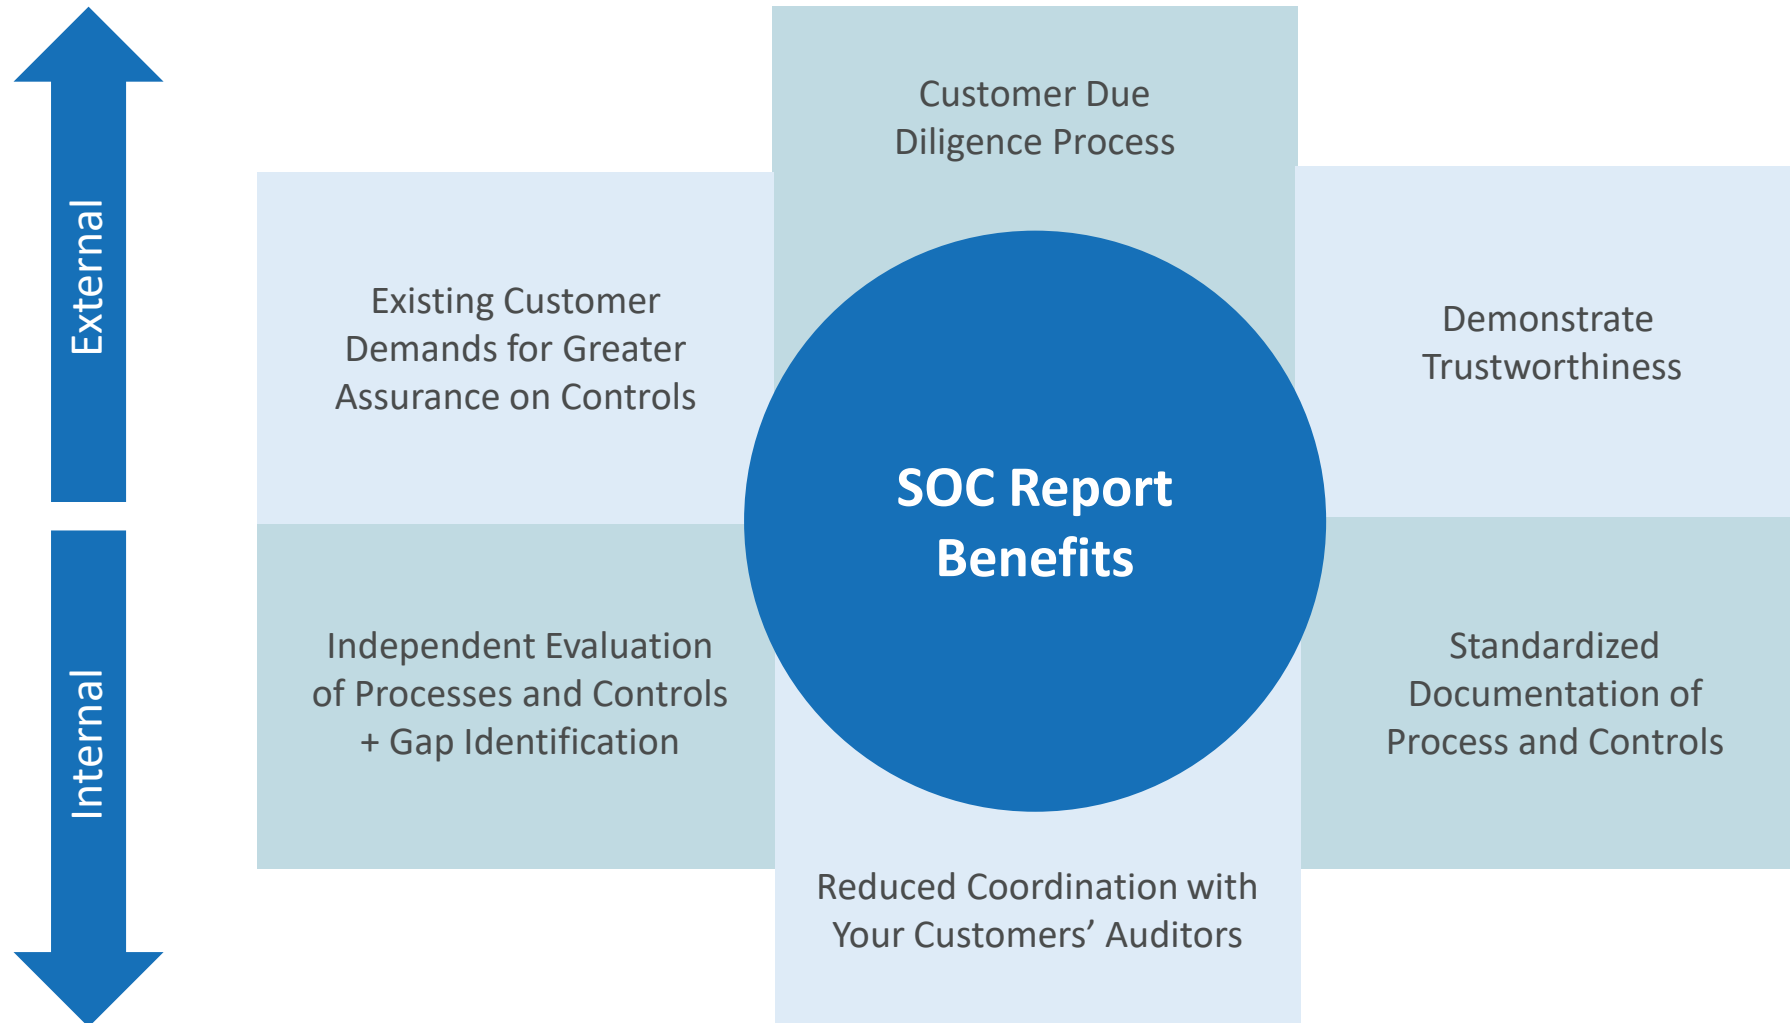 External
Customer Due
Diligence Process
Existing Customer
Demands for Greater
Assurance on Controls
Demonstrate
Trustworthiness
SOC Report
Benefits
Internal
Independent Evaluation
of Processes and Controls
+ Gap Identification
Standardized
Documentation of
Process and Controls
Reduced Coordination with
Your Customers’ Auditors